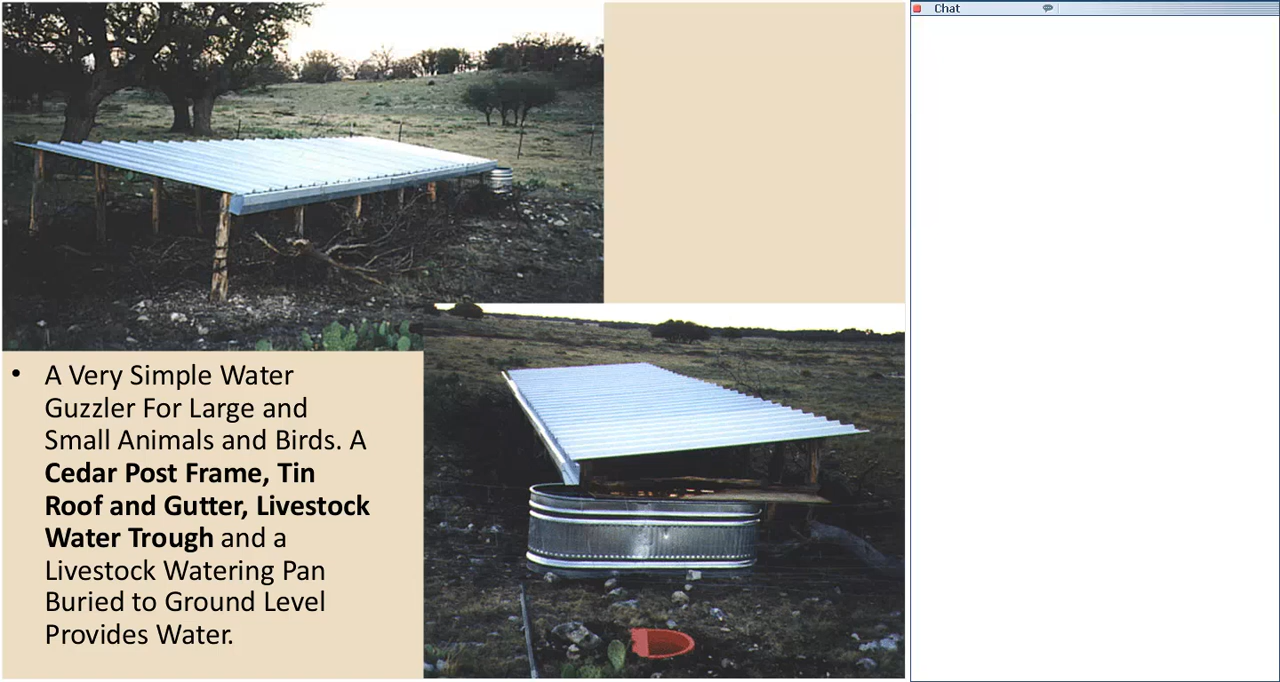 Chat
• A Very Simple Water
Guzzler For Large and
Small Animals and Birds. A
Cedar Post Frame, Tin
Roof and Gutter, Livestock
Water Trough and a
Livestock Watering Pan
Buried to Ground Level
Provides Water.